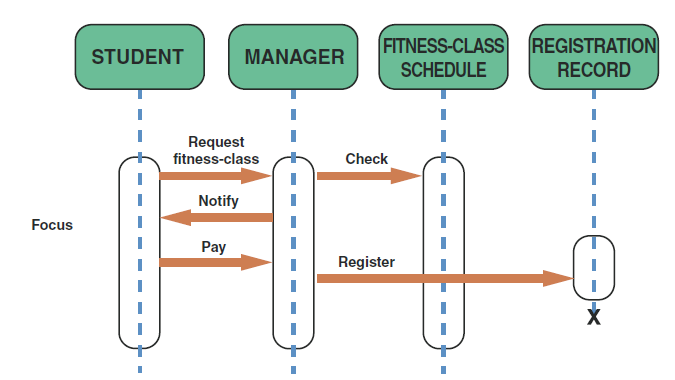 STUDENT
MANAGER
FITNESS-CLASS
SCHEDULE
REGISTRATION
RECORD
Request
fitness-class
Check
Notify
Focus
Pay
Register
X